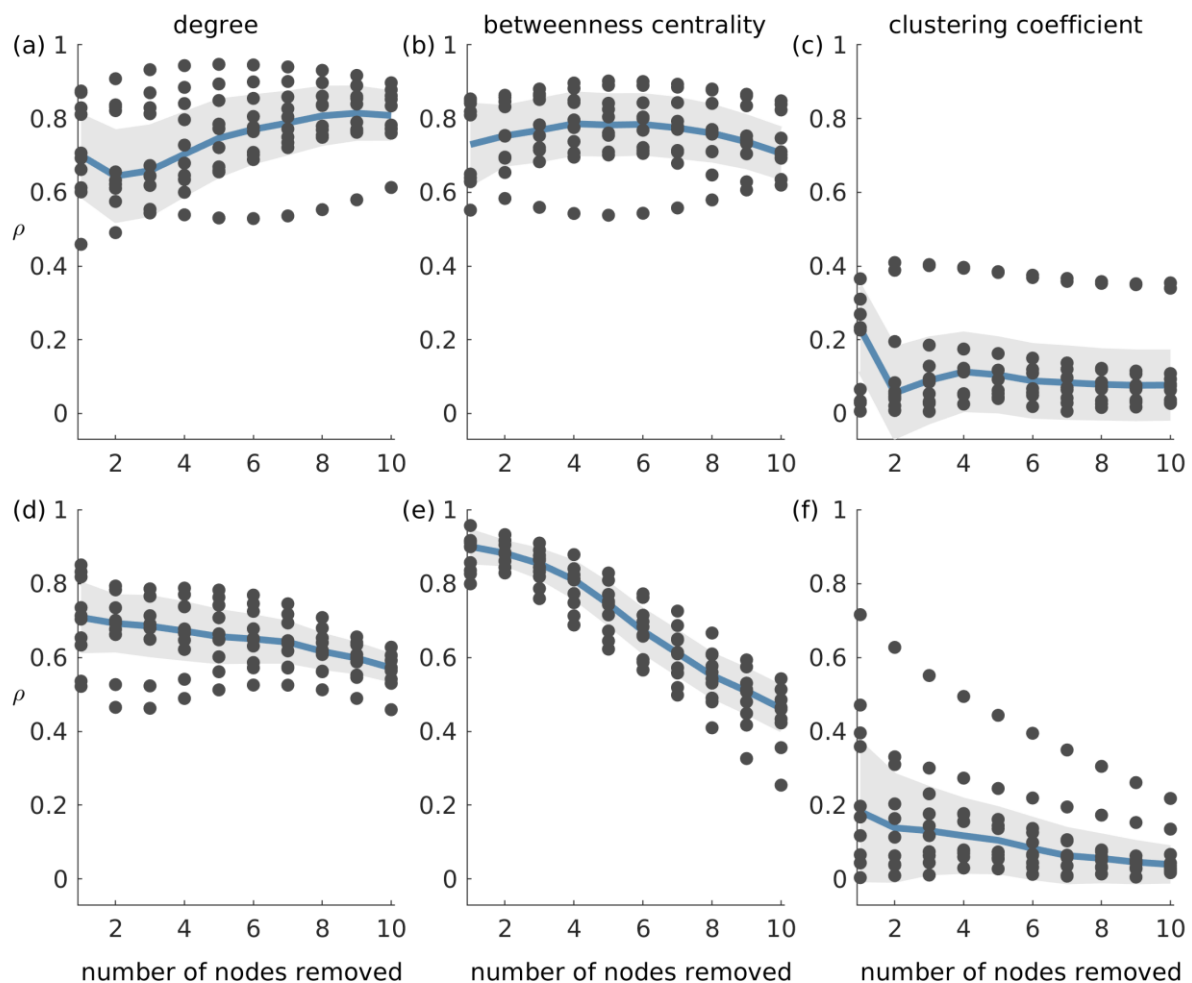 degree betweenness centrality clustering coefficient
(a) 1 (b) 1 (c) 1
0.8 0.8 0.8
0.6 0.6 0.6
ρ
0.4 0.4 0.4
0.2 0.2 0.2
0 0 0
2 4 6 8 10 2 4 6 8 10 2 4 6 8 10
(d) 1 (e) 1 (f) 1
0.8 0.8 0.8
0.6 0.6 0.6
ρ
0.4 0.4 0.4
0.2 0.2 0.2
0 0 0
2 4 6 8 10 2 4 6 8 10 2 4 6 8 10
number of nodes removed number of nodes removed number of nodes removed